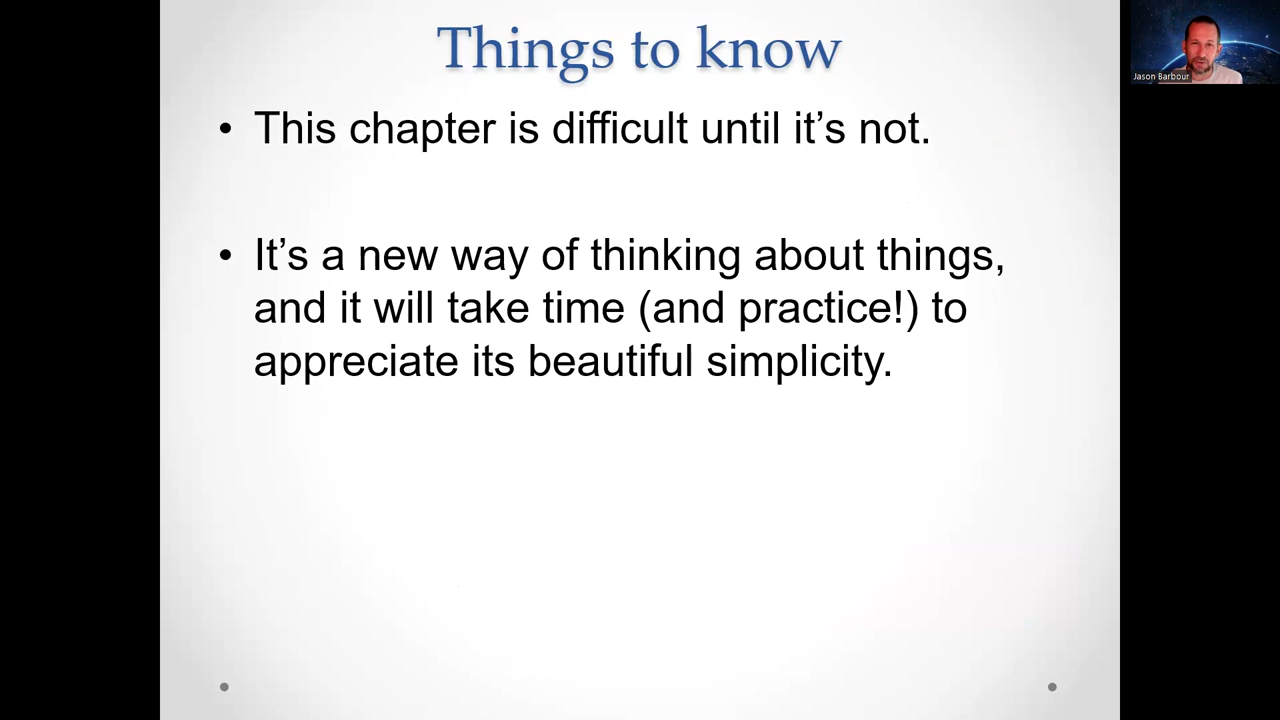 Things to know
• This chapter is difficult until it’s not.
• It’s a new way of thinking about things,
and it will take time (and practice!) to
appreciate its beautiful simplicity.
Jason Barbour